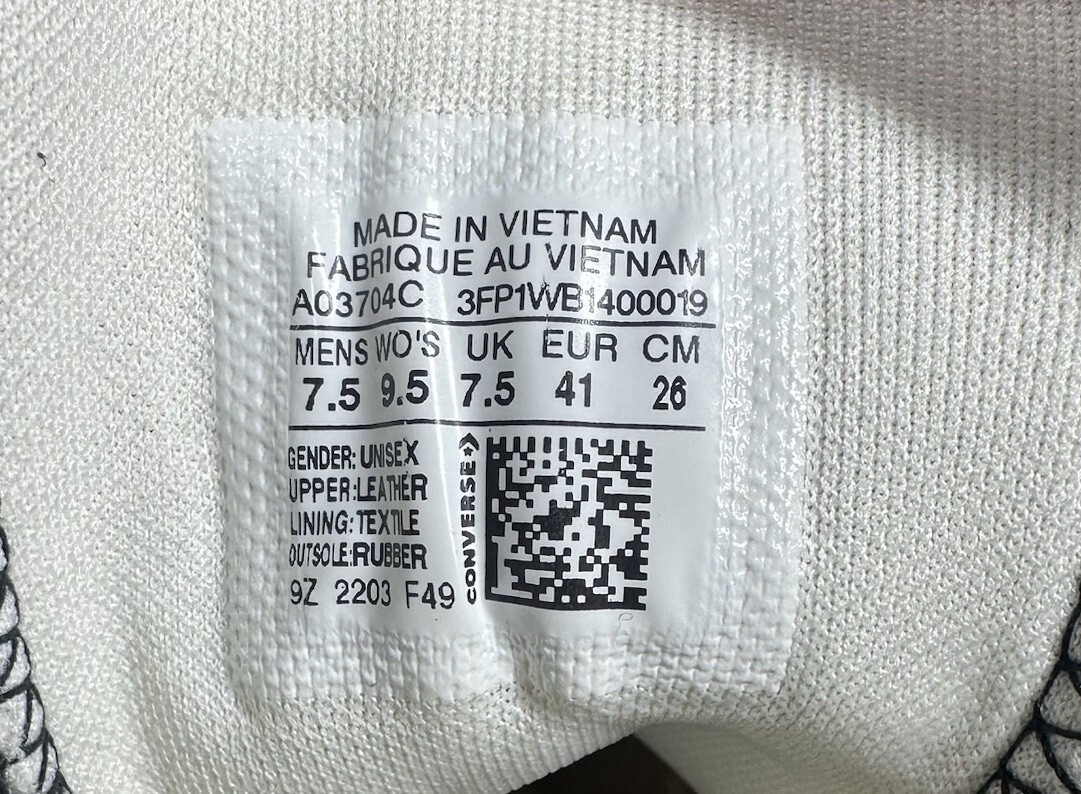 MADE IN VIETNAM
FABRIQUE AU VIETNAM
A03704C 3FP1WB1400019
MENS WO'S UK EUR CM
7.5 9.5 7.5 41 26
GENDER: UNISEX
UPPER:LEATHER
LINING: TEXTILE
OUTSOLE:RUBBER
9Z 2203 F49
CONVERSE